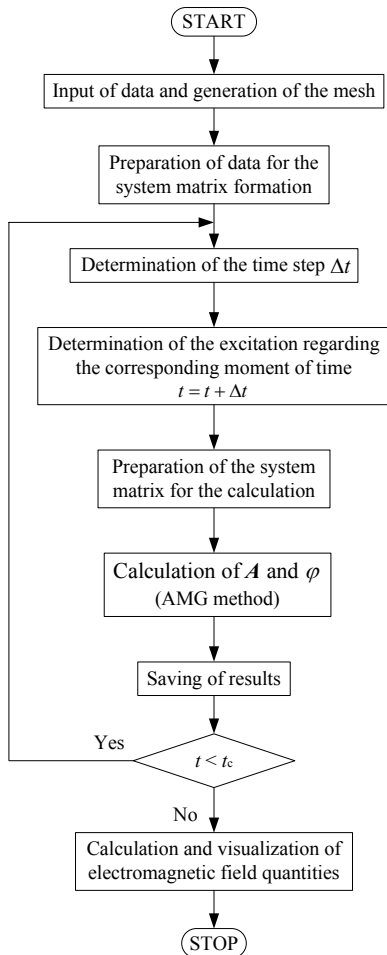 START
Input of data and generation of the mesh
Preparation of data for the
system matrix formation
Determination of the time step Δt
Determination of the excitation regarding
the corresponding moment of time
t = t + Δt
Preparation of the system
matrix for the calculation
Calculation of A and φ
(AMG method)
Saving of results
Yes
t < tc
No
Calculation and visualization of
electromagnetic field quantities
STOP